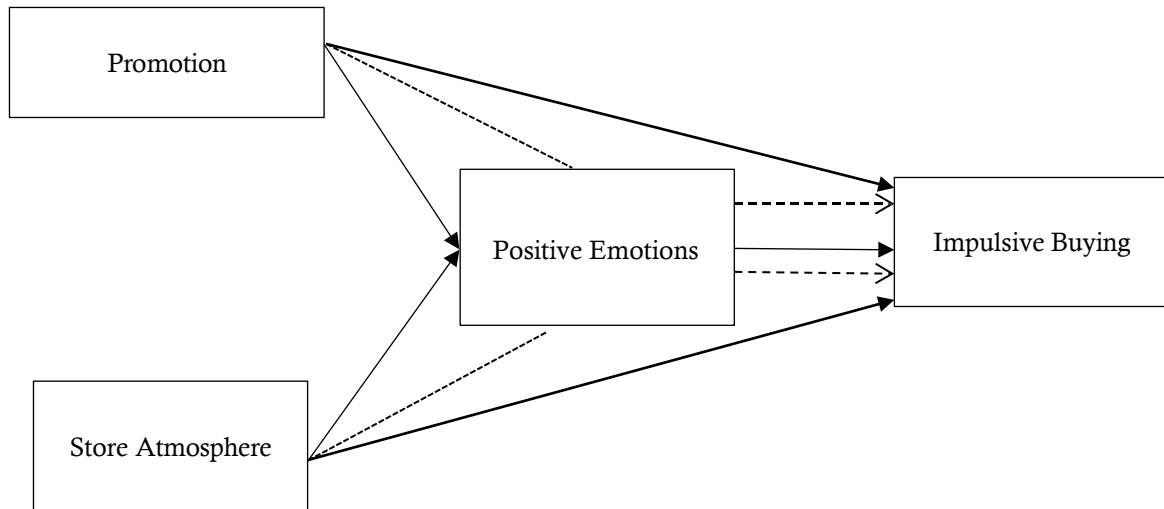 Promotion
Positive Emotions
Impulsive Buying
Store Atmosphere